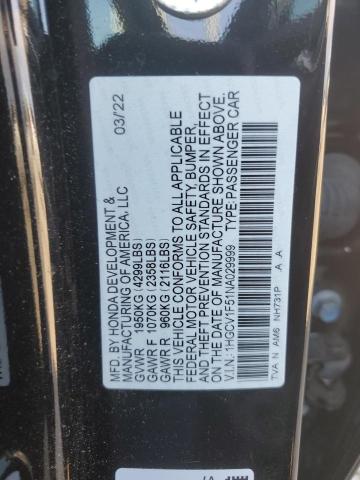 MFD. BY HONDA DEVELOPMENT &
MANUFACTURING OF AMERICA, LLC 03/22
GVWR 1950KG (4299LBS)
GAWR F 1070KG (2358LBS)
GAWR R 960KG (2116LBS)
THIS VEHICLE CONFORMS TO ALL APPLICABLE
FEDERAL MOTOR VEHICLE SAFETY, BUMPER,
AND THEFT PREVENTION STANDARDS IN EFFECT
ON THE DATE OF MANUFACTURE SHOWN ABOVE.
V.I.N.: 1HGCV1F51NA029999 TYPE: PASSENGER CAR
TVA N AM6 NH731P A A